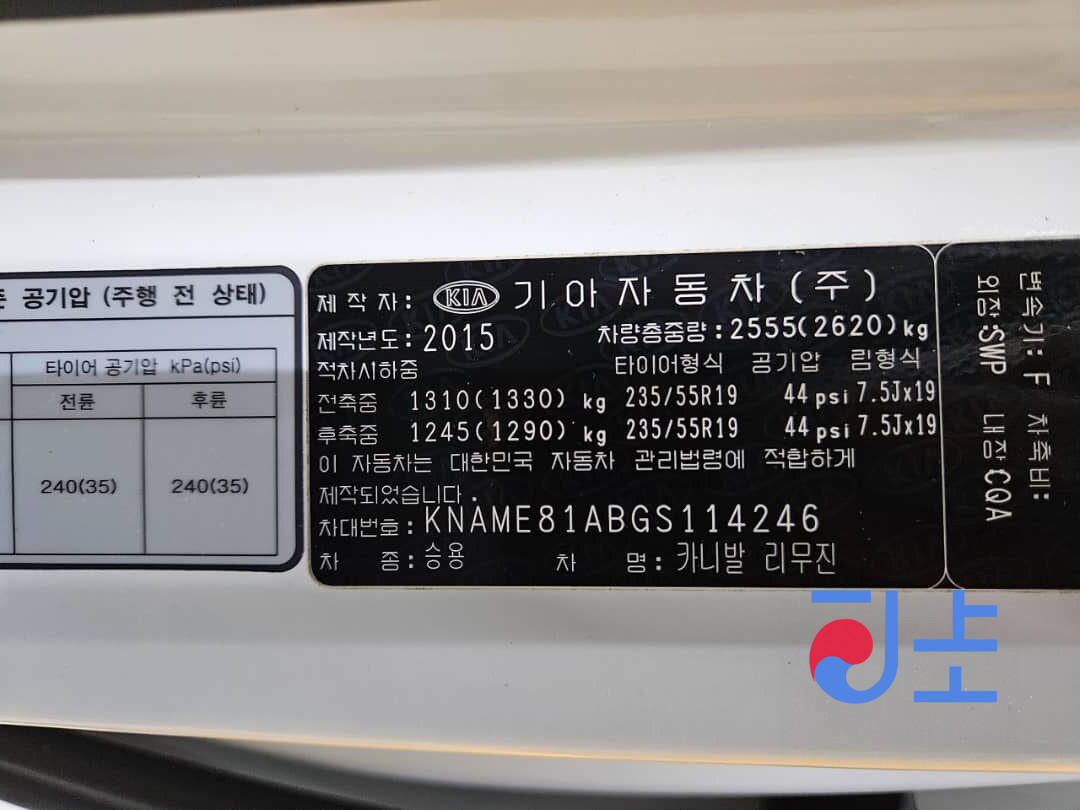 준 공기압 (주행 전 상태)
타이어 공기압 kPa(psi)
전륜 후륜
240(35) 240(35)
제작자: KIA 기아자동차(주)
제작년도: 2015 차량총중량: 2555(2620)kg
적차시하중 타이어형식 공기압 림형식
전축중 1310(1330) kg 235/55R19 44 psi 7.5Jx19
후축중 1245(1290) kg 235/55R19 44 psi 7.5Jx19
이 자동차는 대한민국 자동차 관리법령에 적합하게
제작되었습니다.
차대번호: KNAME81ABGS114246
차 종: 승용 차 명: 카니발 리무진
변속기: F 차축비:
외장: SWP 내장 CQA